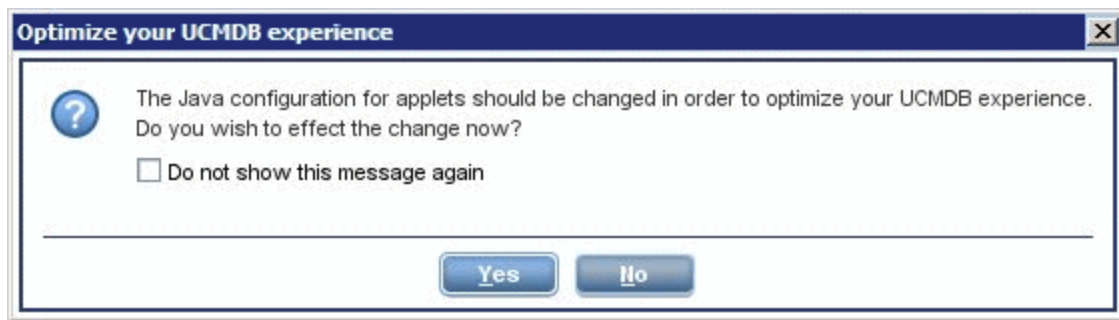 Optimize your UCMDB experience
The Java configuration for applets should be changed in order to optimize your UCMDB experience.
Do you wish to effect the change now?
Do not show this message again
Yes No